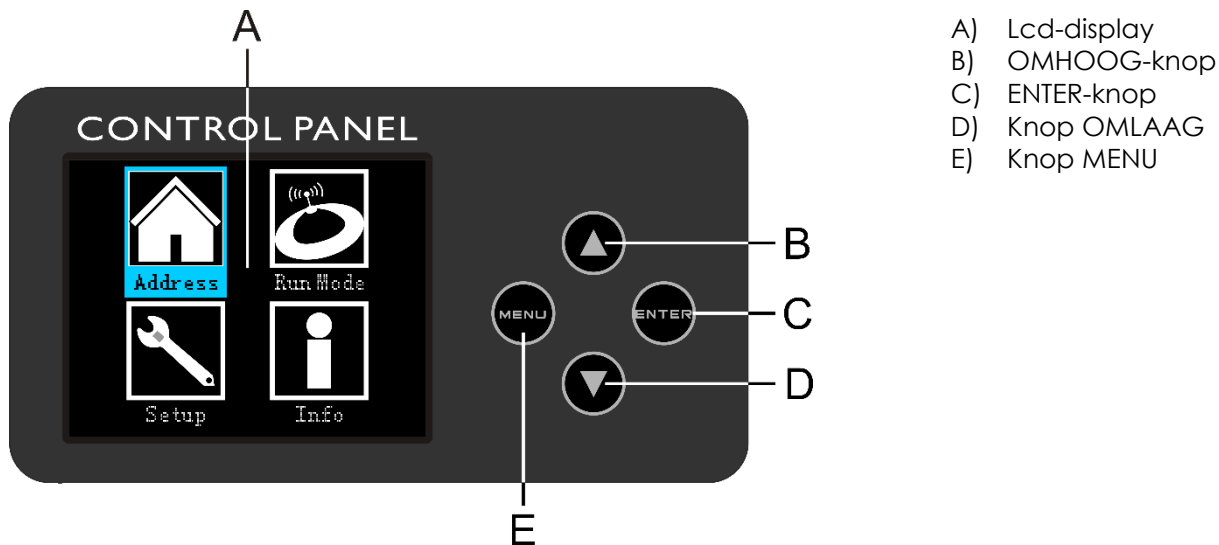 A
CONTROL PANEL
Address
Run Mode
Setup
Info
MENU
ENTER
B
C
D
E
A) Lcd-display
B) OMHOOG-knop
C) ENTER-knop
D) Knop OMLAAG
E) Knop MENU